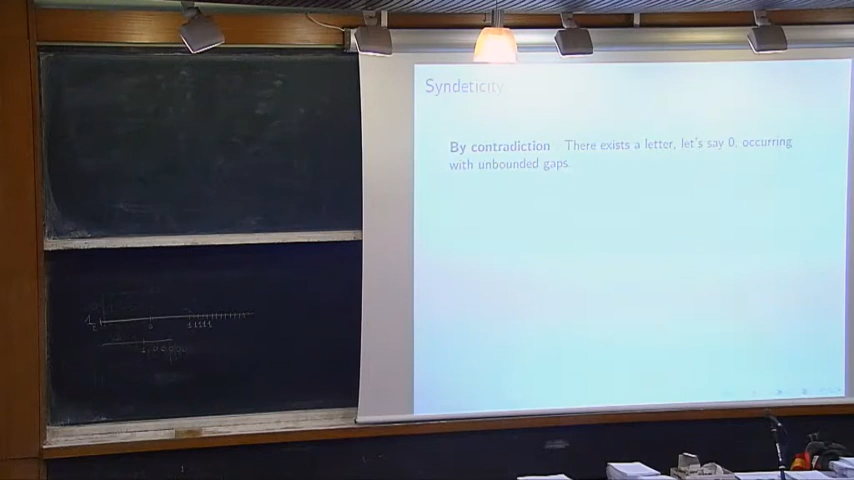 Syndeticity
By contradiction There exists a letter, let's say 0, occurring
with unbounded gaps.